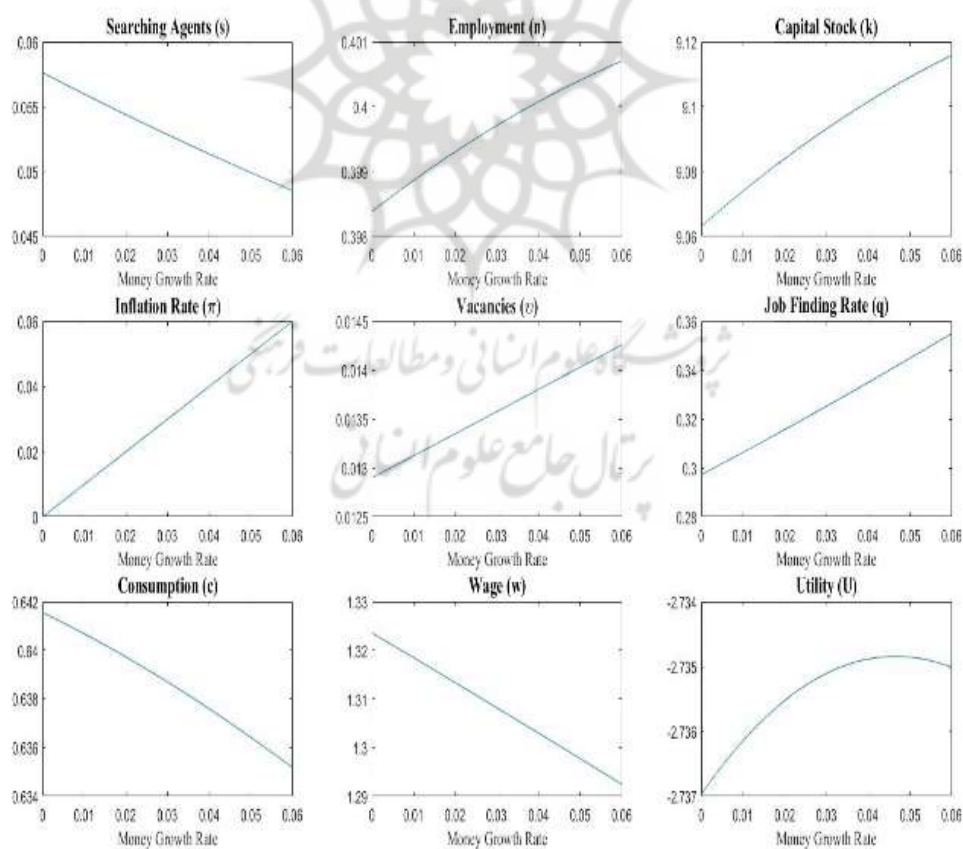 Searching Agents (s) Employment (n) Capital Stock (k)
0.06 0.401 9.12
0.055 0.4 9.1
0.05 0.399 9.08
0.045 0.398 9.06
0 0.01 0.02 0.03 0.04 0.05 0.06 0 0.01 0.02 0.03 0.04 0.05 0.06 0 0.01 0.02 0.03 0.04 0.05 0.06
Money Growth Rate Money Growth Rate Money Growth Rate
Inflation Rate (π) Vacancies (υ) Job Finding Rate (q)
0.06 0.0145 0.36
0.014 0.34
0.04
0.0135 0.32
پژوهشگاه علوم انسانی و مطالعات فرهنگی
0.02
0.013 0.3
پرتال جامع علوم انسانی
0 0.0125 0.28
0 0.01 0.02 0.03 0.04 0.05 0.06 0 0.01 0.02 0.03 0.04 0.05 0.06 0 0.01 0.02 0.03 0.04 0.05 0.06
Money Growth Rate Money Growth Rate Money Growth Rate
Consumption (c) Wage (w) Utility (U)
0.642 1.33 -2.734
0.64 1.32
-2.735
0.638 1.31
0.636 1.3
-2.736
0.634 1.29 -2.737
0 0.01 0.02 0.03 0.04 0.05 0.06 0 0.01 0.02 0.03 0.04 0.05 0.06 0 0.01 0.02 0.03 0.04 0.05 0.06
Money Growth Rate Money Growth Rate Money Growth Rate